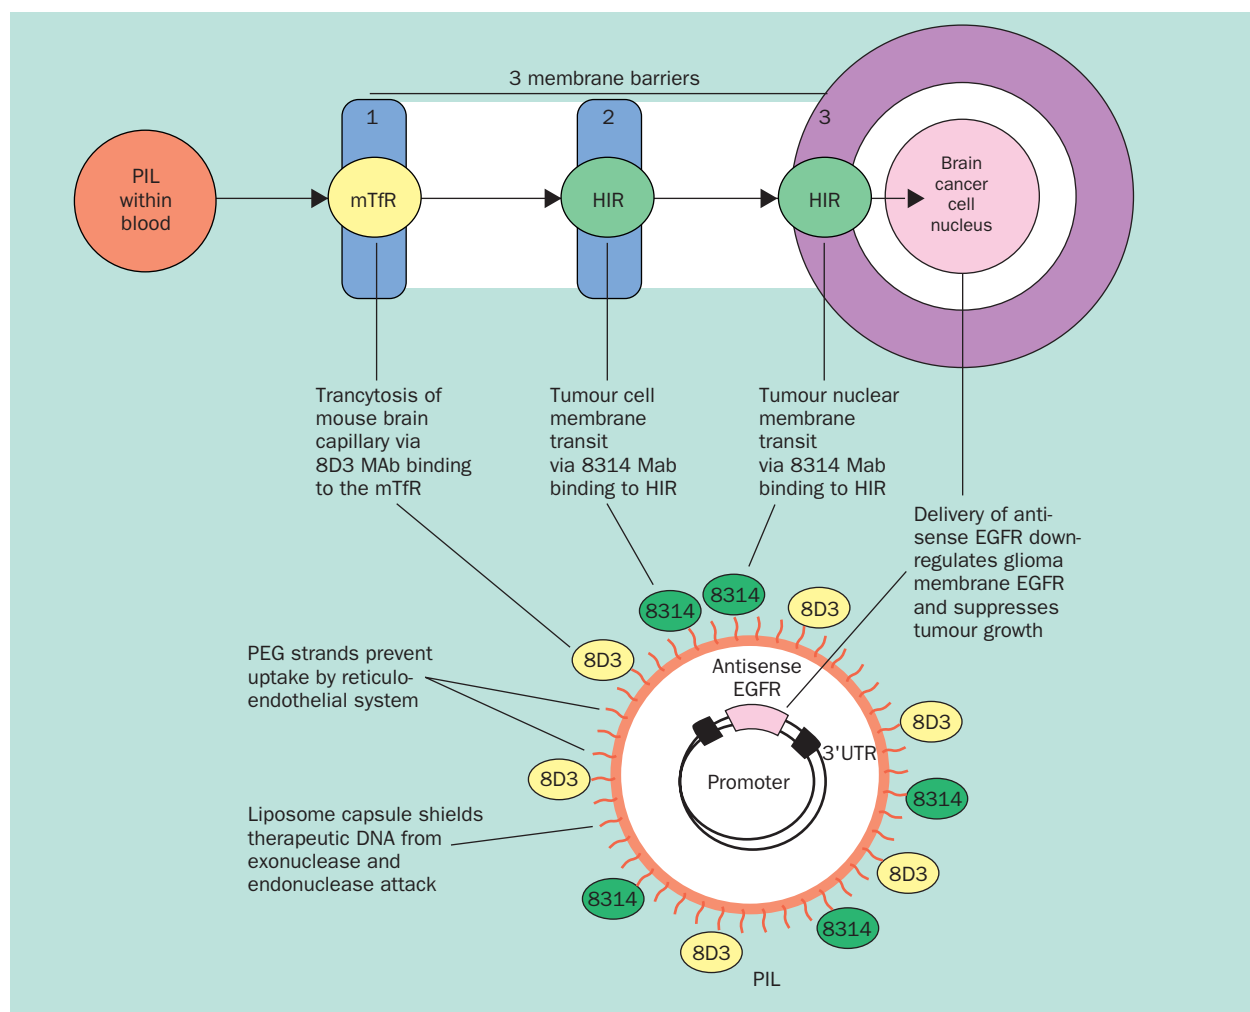 3 membrane barriers
1
2
3
PIL
within
blood
mTfR
HIR
HIR
Brain
cancer
cell
nucleus
Trancytosis of
mouse brain
capillary via
8D3 MAb binding
to the mTfR
Tumour cell
membrane
transit
via 8314 Mab
binding to HIR
Tumour nuclear
membrane
transit
via 8314 Mab
binding to HIR
Delivery of anti-
sense EGFR down-
regulates glioma
membrane EGFR
and suppresses
tumour growth
8314
8314
8D3
8D3
PEG strands prevent
uptake by reticulo-
endothelial system
Antisense
EGFR
8D3
3'UTR
Promoter
8D3
8314
Liposome capsule shields
therapeutic DNA from
exonuclease and
endonuclease attack
8D3
8314
8314
8D3
PIL